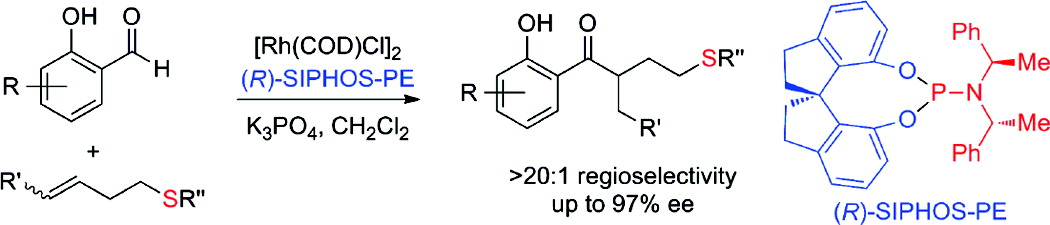 OH
O
H
R
+
R'
SR"
[Rh(COD)Cl]2
(R)-SIPHOS-PE
K3PO4, CH2Cl2
OH
O
SR"
R
R'
>20:1 regioselectivity
up to 97% ee
Ph
Me
O
P
N
O
Me
Ph
(R)-SIPHOS-PE